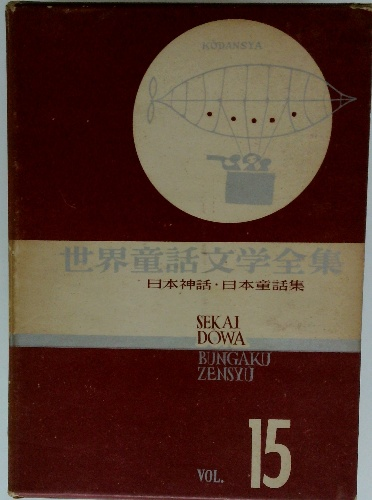 KODANSYA
世界童話文学全集
日本神話・日本童話集
SEKAI
DOWA
BUNGAKU
ZENSYU
VOL. 15